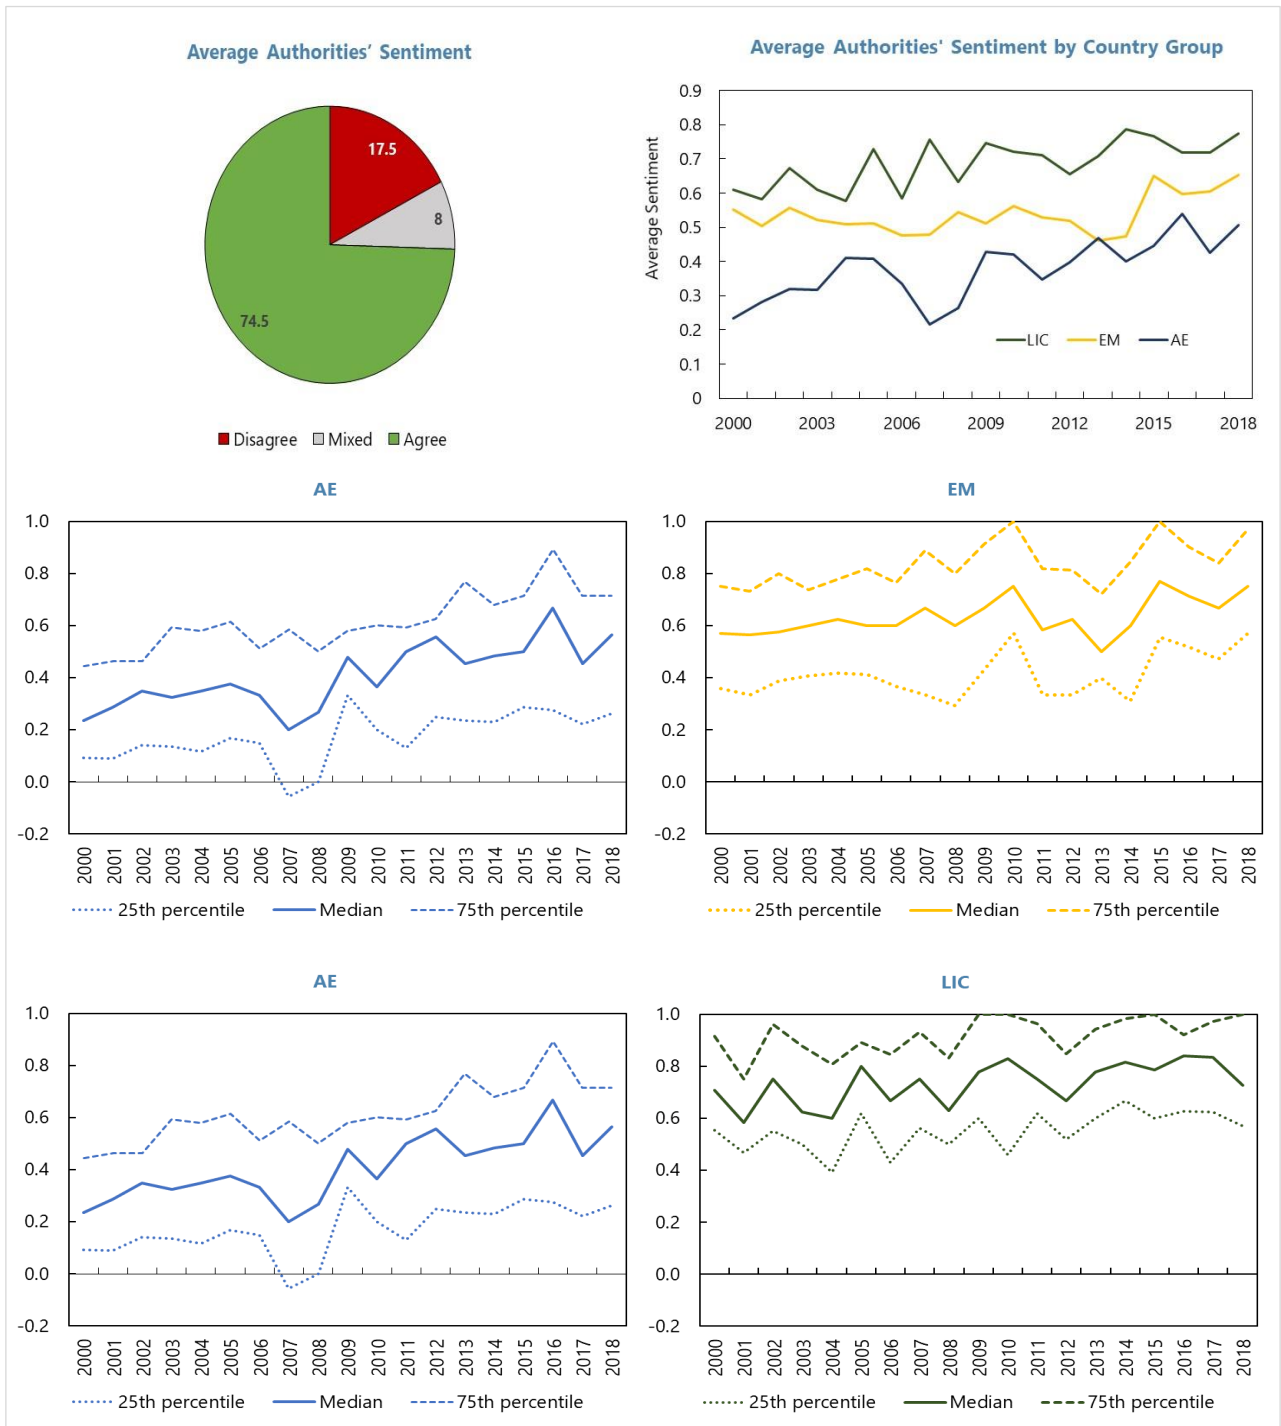 Average Authorities’ Sentiment
17.5
8
74.5
Disagree Mixed Agree
Average Authorities' Sentiment by Country Group
Average Sentiment
0.9
0.8
0.7
0.6
0.5
0.4
0.3
0.2
0.1
0
LIC EM AE
2000 2003 2006 2009 2012 2015 2018
AE
1.0
0.8
0.6
0.4
0.2
0.0
-0.2
2000 2001 2002 2003 2004 2005 2006 2007 2008 2009 2010 2011 2012 2013 2014 2015 2016 2017 2018
25th percentile Median 75th percentile
EM
1.0
0.8
0.6
0.4
0.2
0.0
-0.2
2000 2001 2002 2003 2004 2005 2006 2007 2008 2009 2010 2011 2012 2013 2014 2015 2016 2017 2018
25th percentile Median 75th percentile
AE
1.0
0.8
0.6
0.4
0.2
0.0
-0.2
2000 2001 2002 2003 2004 2005 2006 2007 2008 2009 2010 2011 2012 2013 2014 2015 2016 2017 2018
25th percentile Median 75th percentile
LIC
1.0
0.8
0.6
0.4
0.2
0.0
-0.2
2000 2001 2002 2003 2004 2005 2006 2007 2008 2009 2010 2011 2012 2013 2014 2015 2016 2017 2018
25th percentile Median 75th percentile